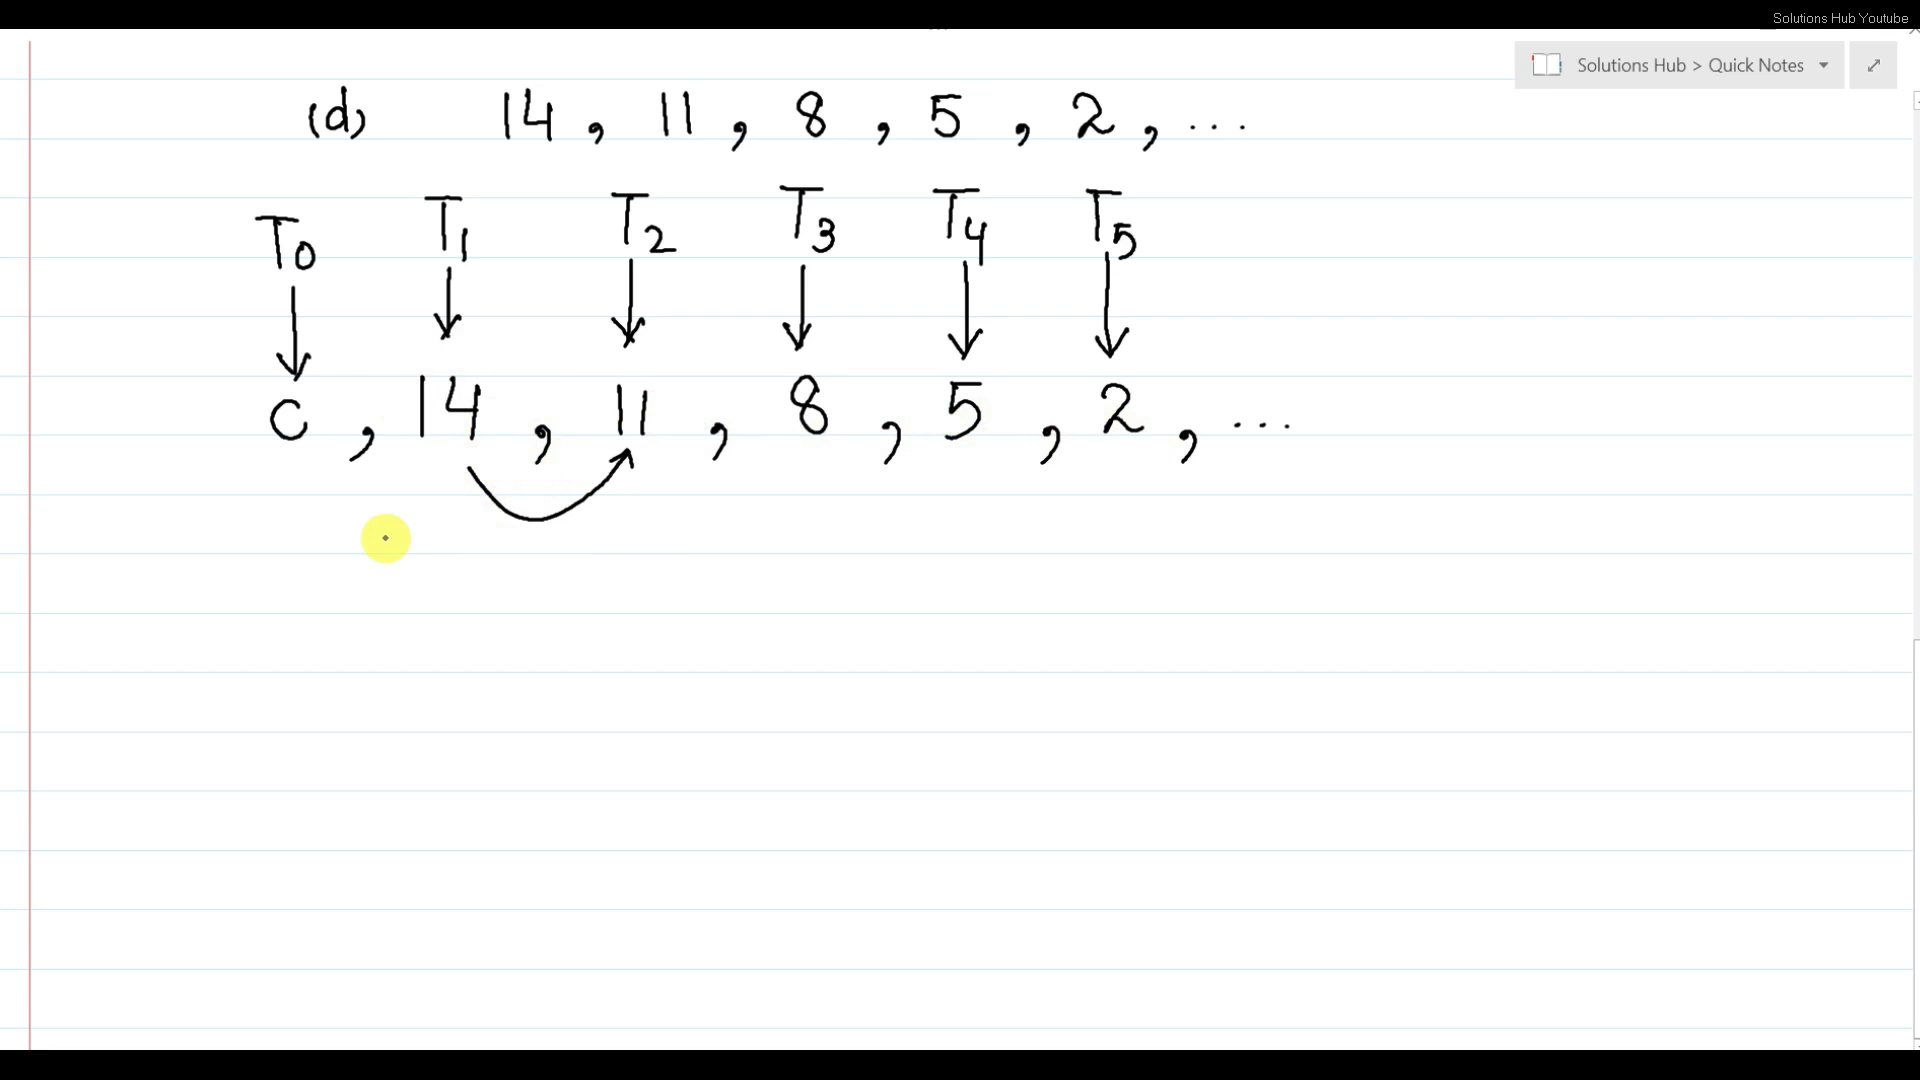 Solutions Hub Youtube
Solutions Hub > Quick Notes
(d) 14 , 11 , 8 , 5 , 2 , ...
T0 T1 T2 T3 T4 T5
C , 14 , 11 , 8 , 5 , 2 , ...